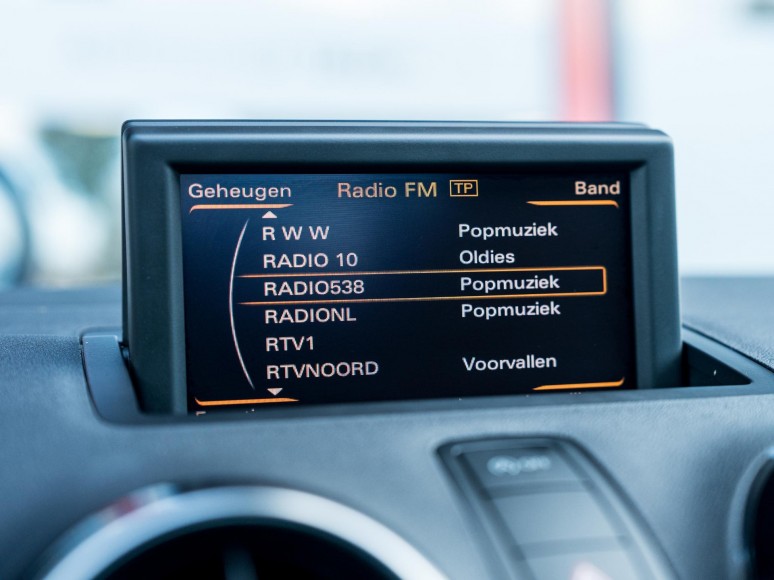 Geheugen Radio FM TP Band
R W W Popmuziek
RADIO 10 Oldies
RADIO538 Popmuziek
RADIONL Popmuziek
RTV1
RTVNOORD Voorvallen